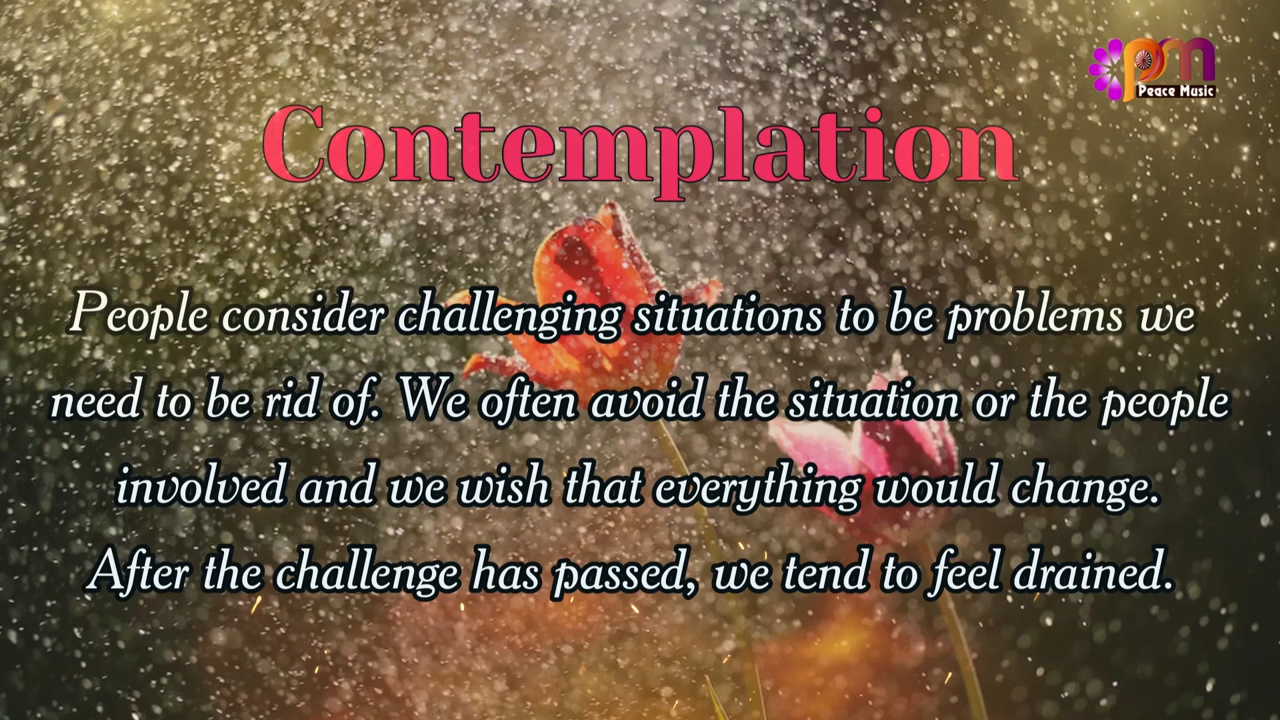 pm
Peace Music
Contemplation
People consider challenging situations to be problems we
need to be rid of. We often avoid the situation or the people
involved and we wish that everything would change.
After the challenge has passed, we tend to feel drained.